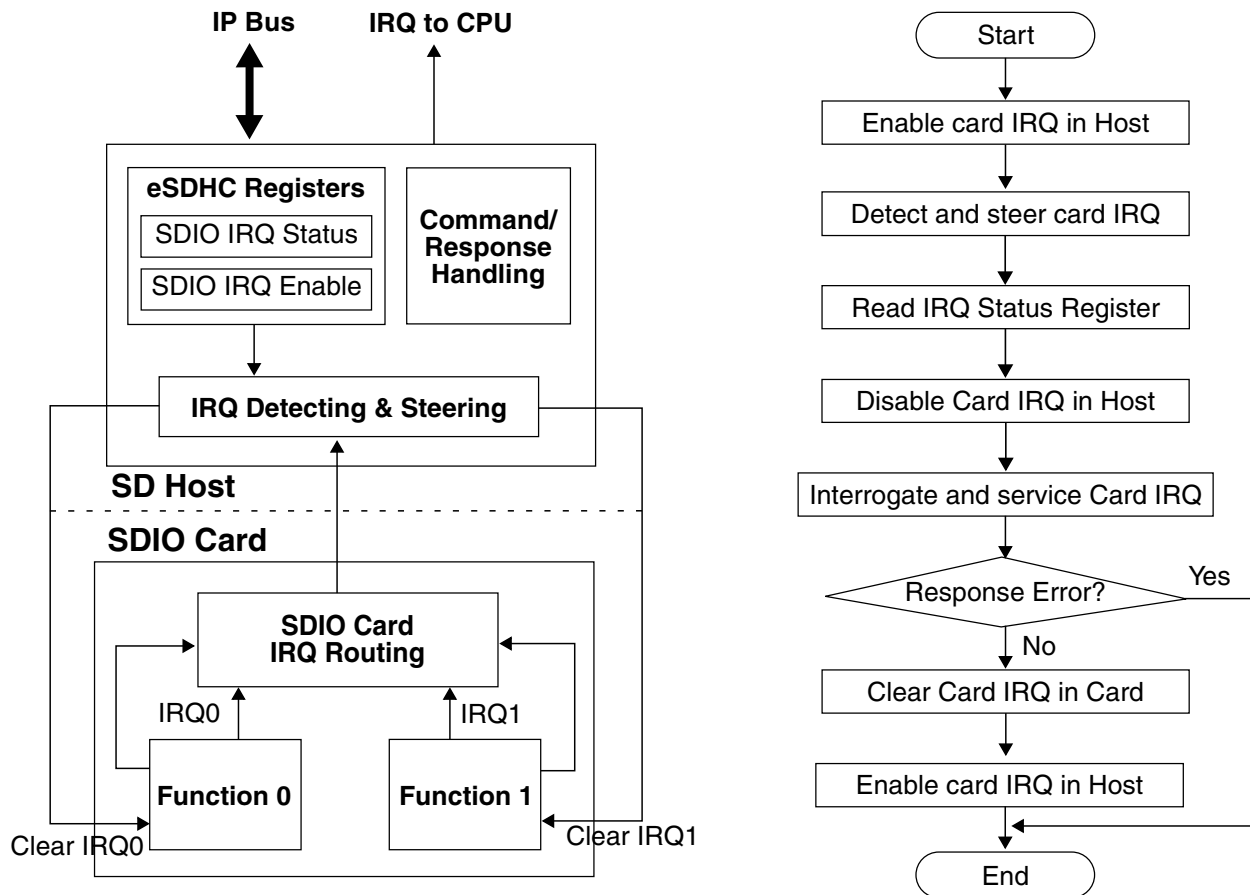 IP Bus
IRQ to CPU
eSDHC Registers
SDIO IRQ Status
SDIO IRQ Enable
Command/
Response
Handling
IRQ Detecting & Steering
SD Host
SDIO Card
SDIO Card
IRQ Routing
IRQ0
IRQ1
Function 0
Function 1
Clear IRQ0
Clear IRQ1
Start
Enable card IRQ in Host
Detect and steer card IRQ
Read IRQ Status Register
Disable Card IRQ in Host
Interrogate and service Card IRQ
Response Error?
Yes
No
Clear Card IRQ in Card
Enable card IRQ in Host
End